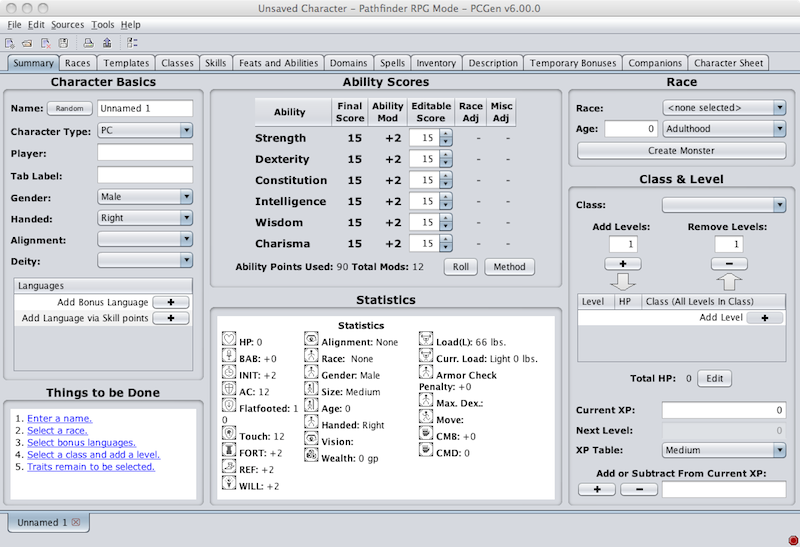 Unsaved Character – Pathfinder RPG Mode – PCGen v6.00.0
File Edit Sources Tools Help
Summary Races Templates Classes Skills Feats and Abilities Domains Spells Inventory Description Temporary Bonuses Companions Character Sheet
Character Basics
Name: Random Unnamed 1
Character Type: PC
Player:
Tab Label:
Gender: Male
Handed: Right
Alignment:
Deity:
Languages
Add Bonus Language +
Add Language via Skill points +
Things to be Done
1. Enter a name.
2. Select a race.
3. Select bonus languages.
4. Select a class and add a level.
5. Traits remain to be selected.
Ability Scores
Ability Final Score Ability Mod Editable Score Race Adj Misc Adj
Strength 15 +2 15 - -
Dexterity 15 +2 15 - -
Constitution 15 +2 15 - -
Intelligence 15 +2 15 - -
Wisdom 15 +2 15 - -
Charisma 15 +2 15 - -
Ability Points Used: 90 Total Mods: 12 Roll Method
Statistics
Statistics
HP: 0
BAB: +0
INIT: +2
AC: 12
Flatfooted: 1
0
Touch: 12
FORT: +2
REF: +2
WILL: +2
Alignment: None
Race: None
Gender: Male
Size: Medium
Age: 0
Handed: Right
Vision:
Wealth: 0 gp
Load(L): 66 lbs.
Curr. Load: Light 0 lbs.
Armor Check
Penalty: +0
Max. Dex.:
Move:
CMB: +0
CMD: 0
Race
Race: <none selected>
Age: 0 Adulthood
Create Monster
Class & Level
Class:
Add Levels: Remove Levels:
1 1
+ −
Level HP Class (All Levels In Class)
Add Level +
Total HP: 0 Edit
Current XP: 0
Next Level: 0
XP Table: Medium
Add or Subtract From Current XP:
+ −
Unnamed 1